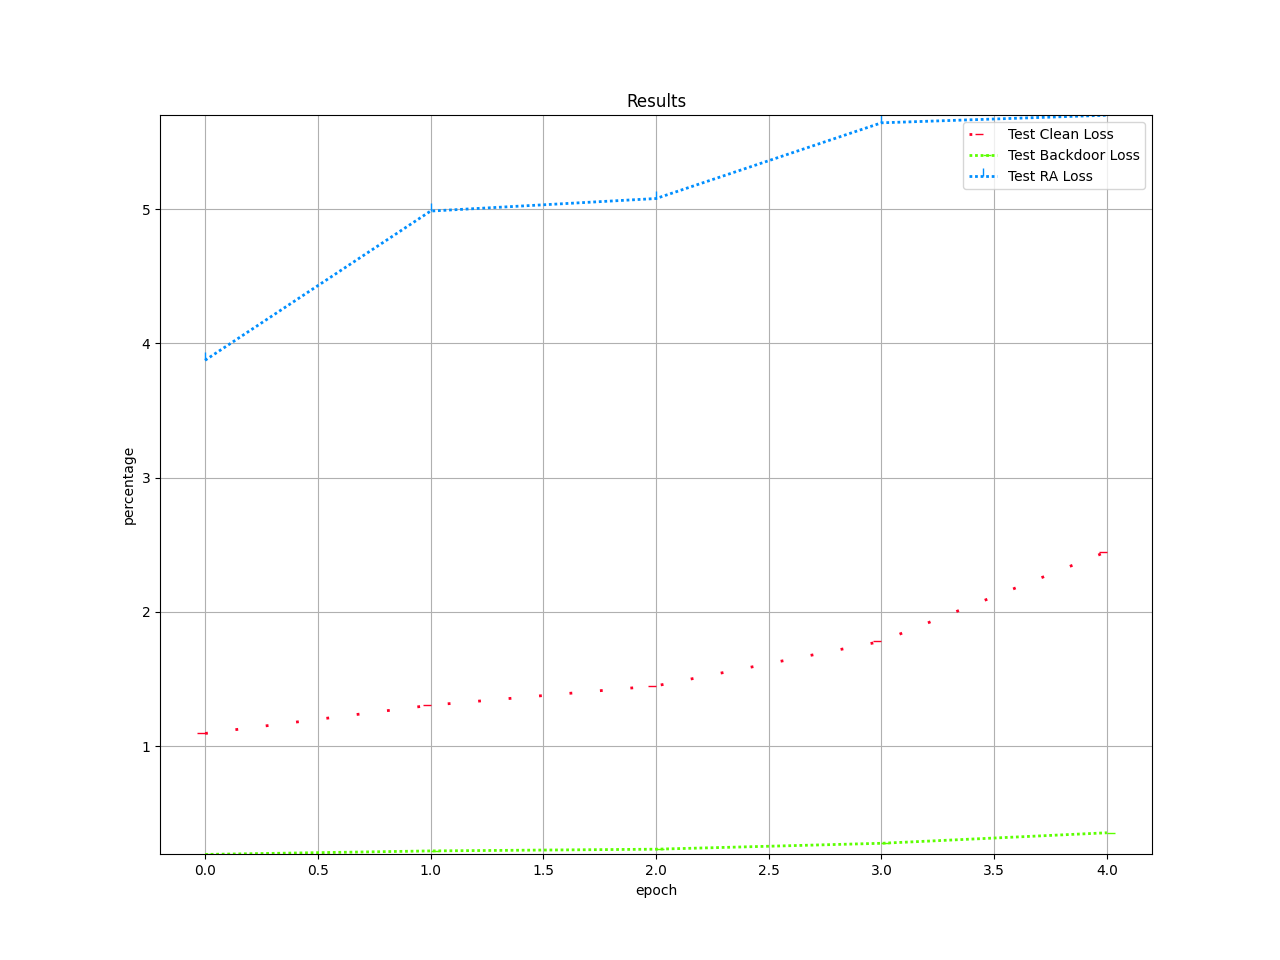 Results
Test Clean Loss
Test Backdoor Loss
Test RA Loss
5
4
3
2
1
percentage
0.0 0.5 1.0 1.5 2.0 2.5 3.0 3.5 4.0
epoch